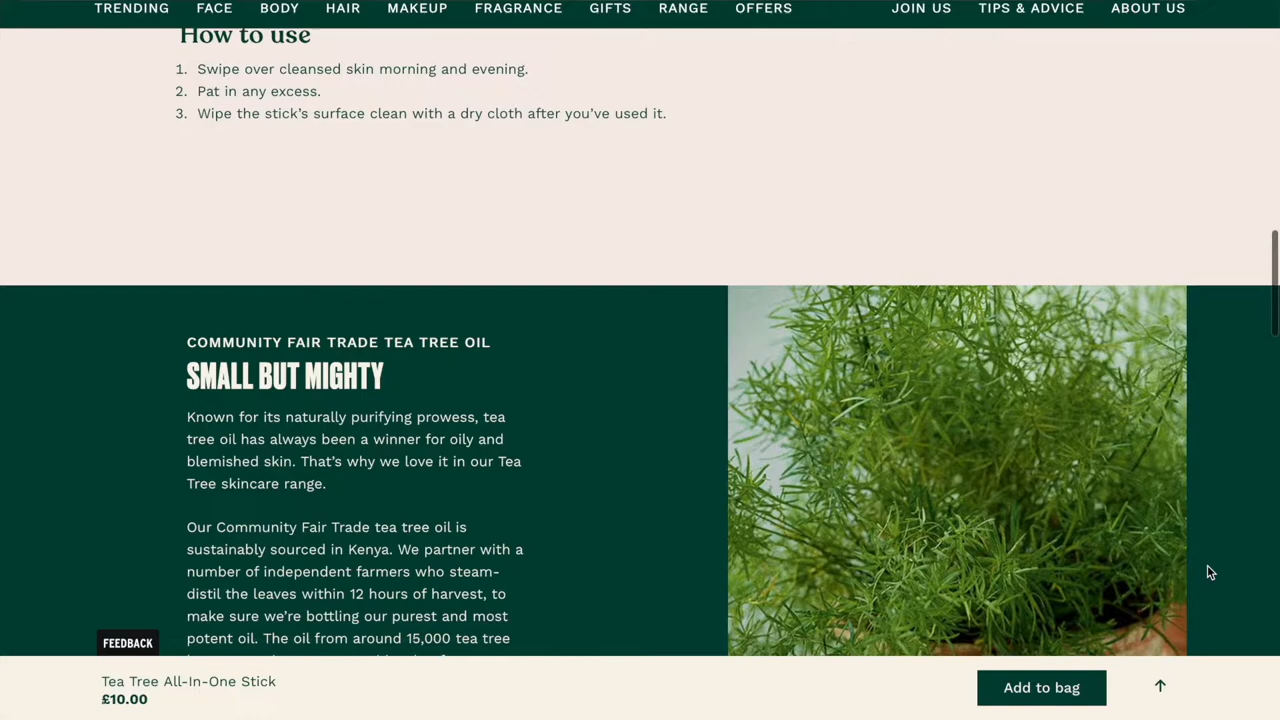 TRENDING FACE BODY HAIR MAKEUP FRAGRANCE GIFTS RANGE OFFERS JOIN US TIPS & ADVICE ABOUT US
How to use
1. Swipe over cleansed skin morning and evening.
2. Pat in any excess.
3. Wipe the stick’s surface clean with a dry cloth after you’ve used it.
COMMUNITY FAIR TRADE TEA TREE OIL
SMALL BUT MIGHTY
Known for its naturally purifying prowess, tea
tree oil has always been a winner for oily and
blemished skin. That’s why we love it in our Tea
Tree skincare range.
Our Community Fair Trade tea tree oil is
sustainably sourced in Kenya. We partner with a
number of independent farmers who steam-
distil the leaves within 12 hours of harvest, to
make sure we’re bottling our purest and most
potent oil. The oil from around 15,000 tea tree
FEEDBACK
Tea Tree All-In-One Stick
£10.00
Add to bag